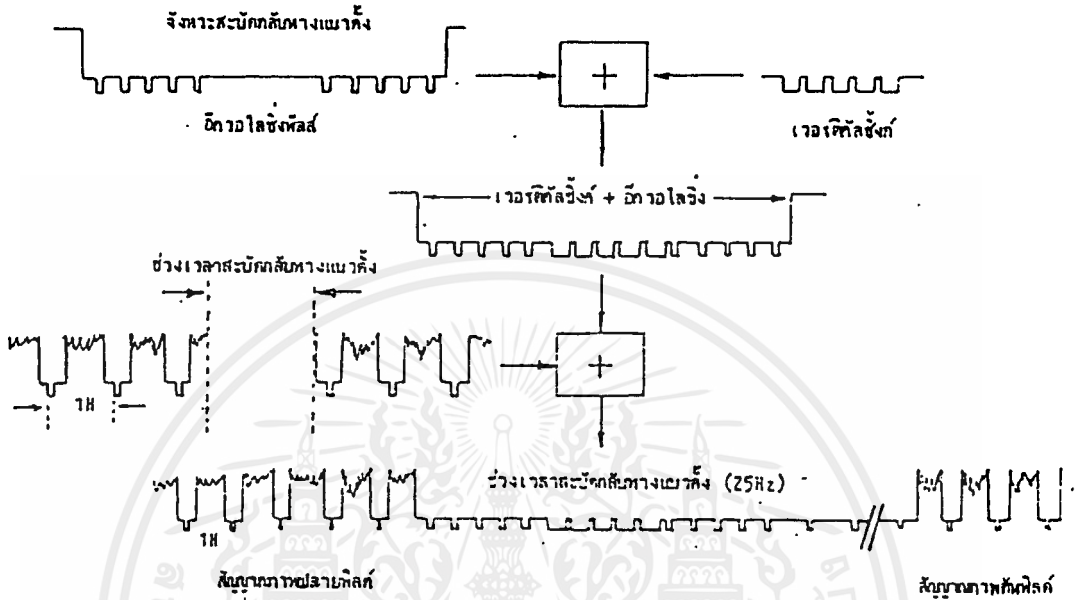 จังหวะสะบัดกลับทางแนวตั้ง
+
อีควอไลซิ่งพัลส์
เวอร์ติคัลซิ้งก์
เวอร์ติคัลซิ้งก์ + อีควอไลซิ่ง
ช่วงเวลาสะบัดกลับทางแนวตั้ง
+
1H
ช่วงเวลาสะบัดกลับทางแนวตั้ง (25Hz)
1H
สัญญาณภาพปลายฟิลด์
สัญญาณภาพต้นฟิลด์